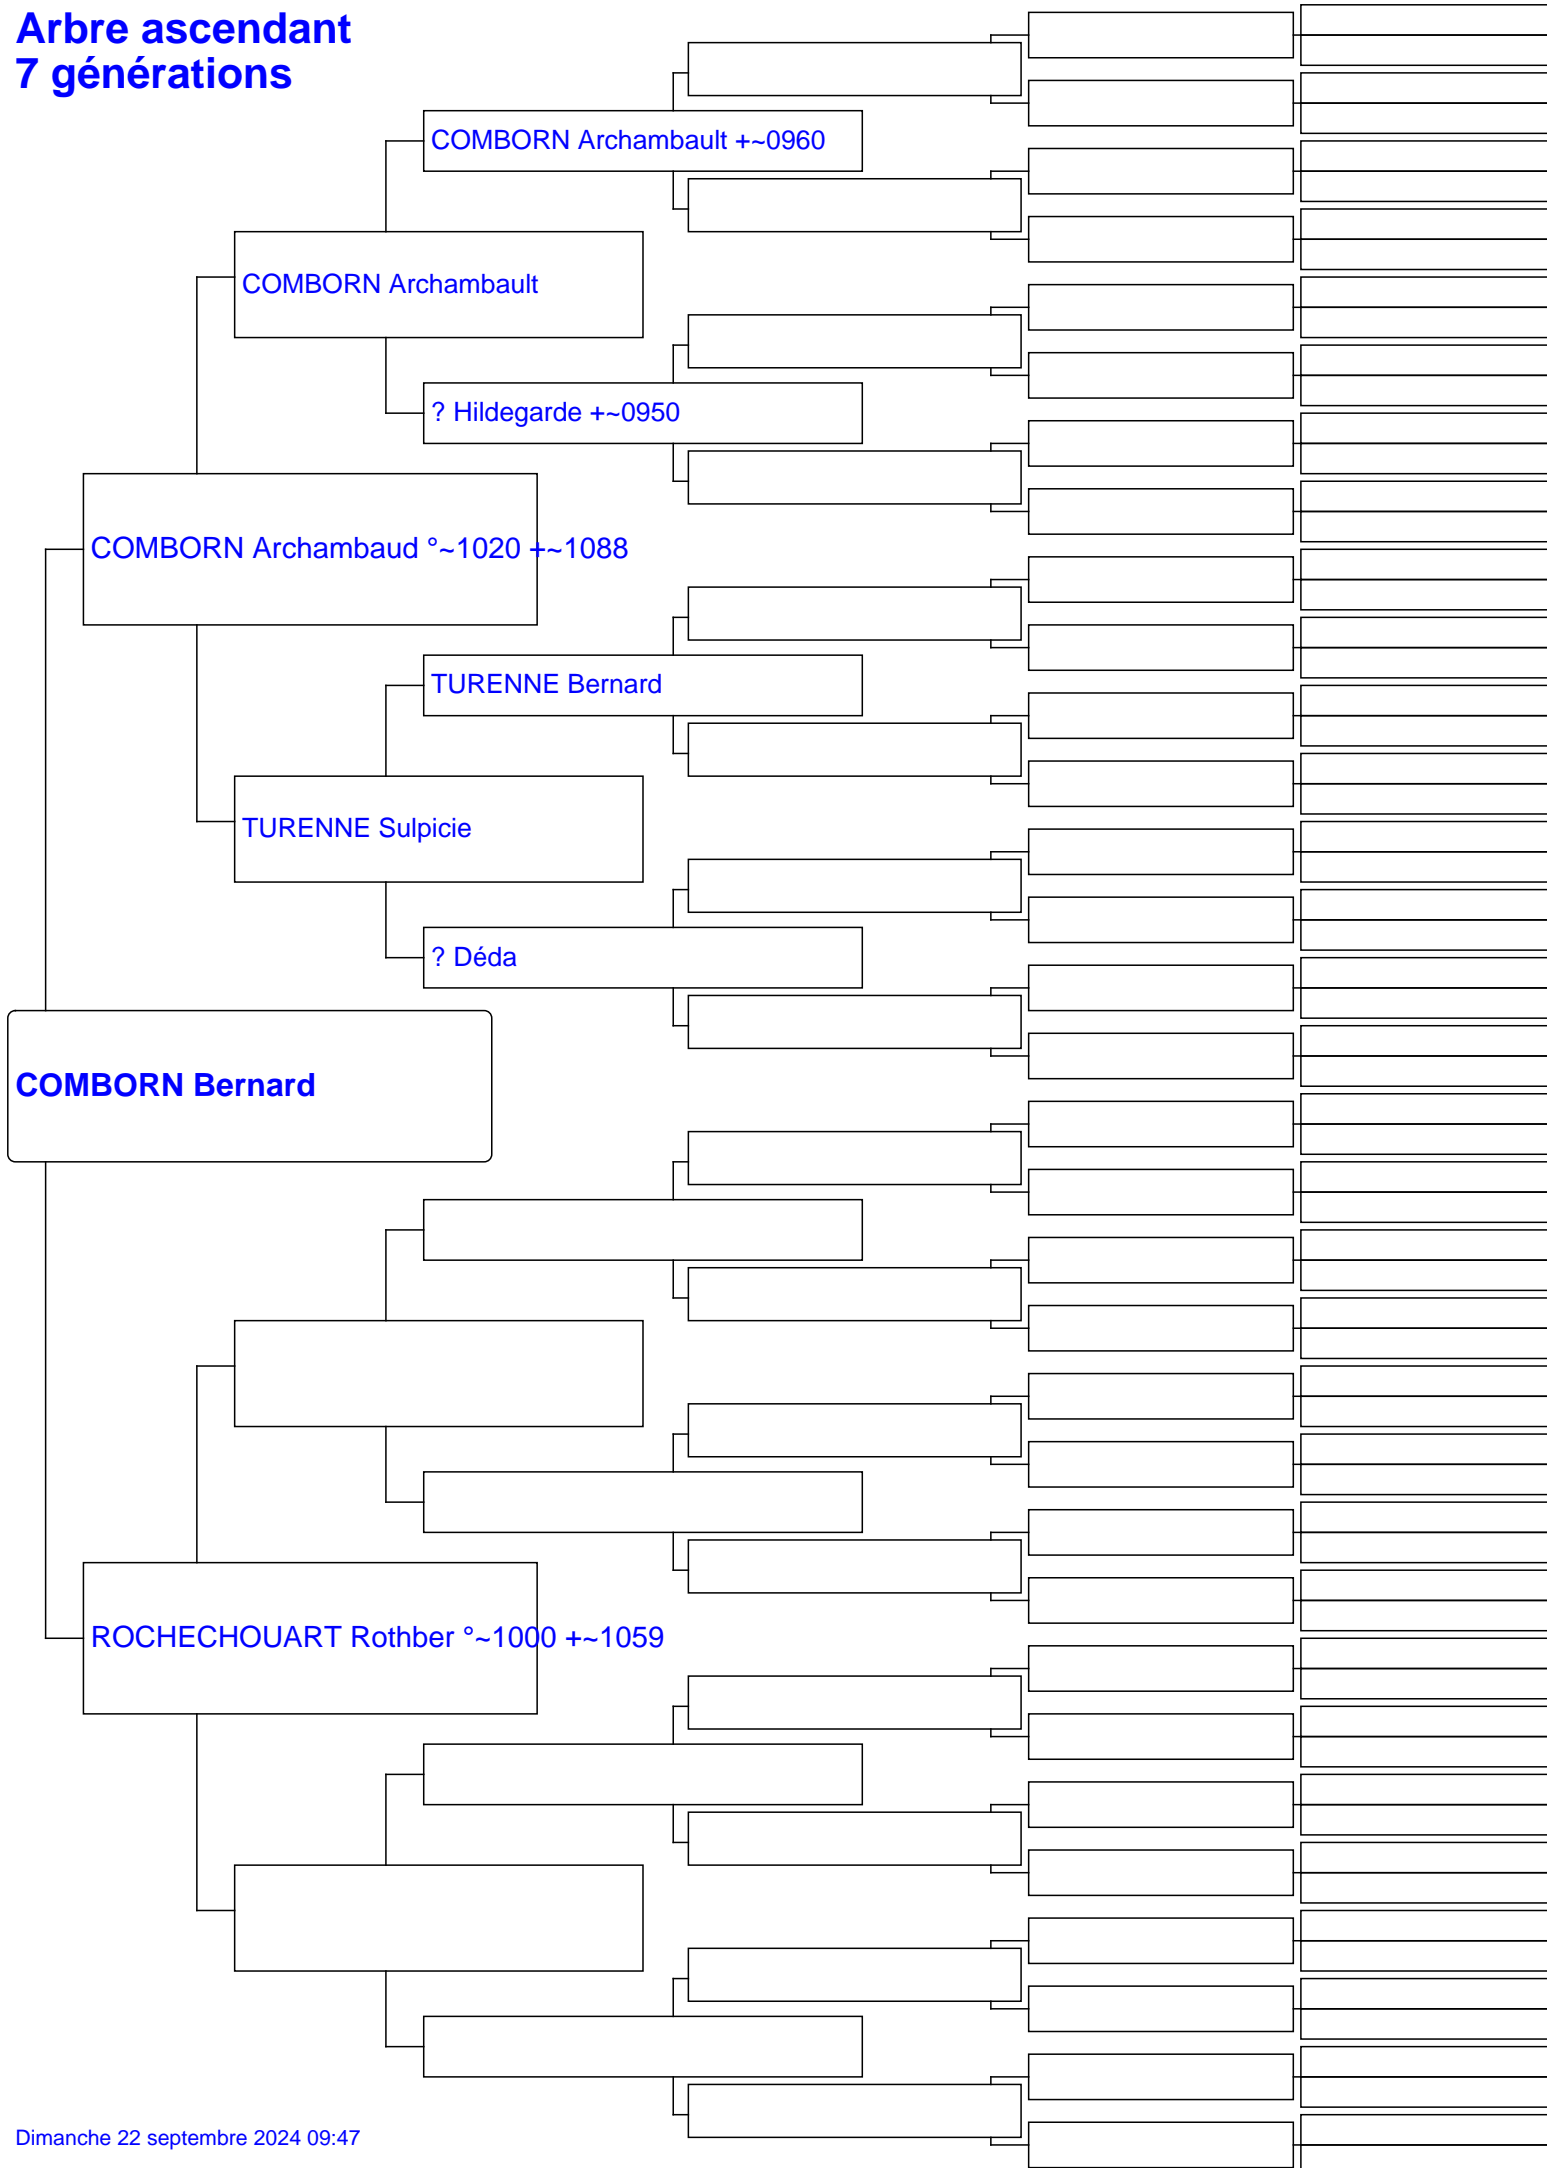 Arbre ascendant
7 générations
COMBORN Archambault +~0960
COMBORN Archambault
? Hildegarde +~0950
COMBORN Archambaud °~1020 +~1088
TURENNE Bernard
TURENNE Sulpicie
? Déda
COMBORN Bernard
ROCHECHOUART Rothber °~1000 +~1059
Dimanche 22 septembre 2024 09:47